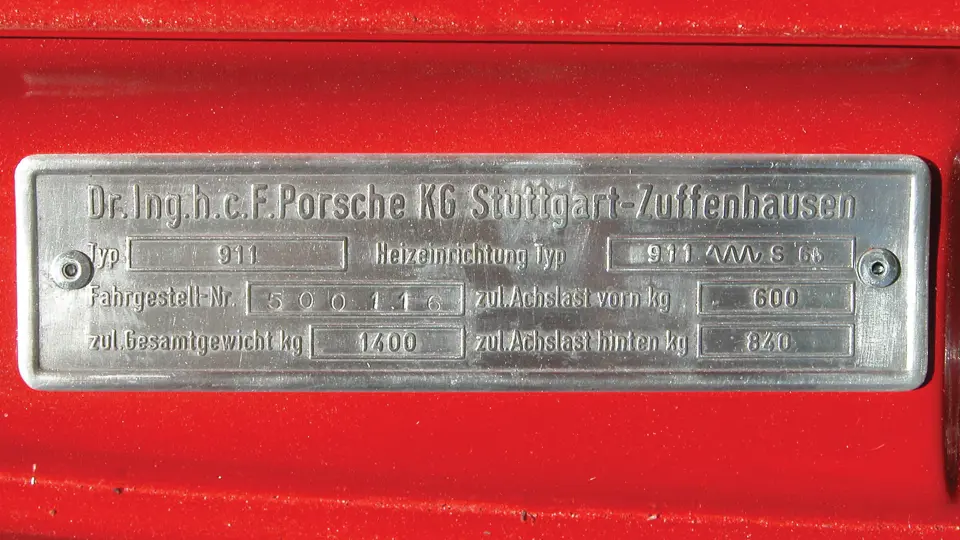 Dr.Ing.h.c.F.Porsche KG Stuttgart-Zuffenhausen
Typ 911 Heizeinrichtung Typ 911 S
Fahrgestell-Nr. 500116 zul.Achslast vorn kg 600
zul.Gesamtgewicht kg 1400 zul.Achslast hinten kg 840